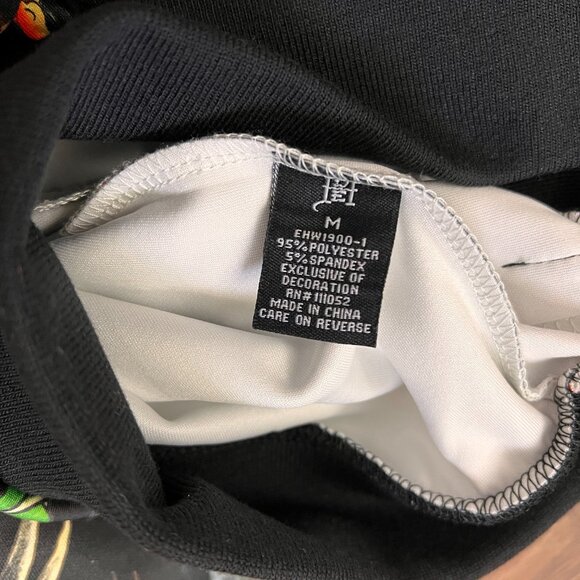 M
EHW1900-1
95% POLYESTER
5% SPANDEX
EXCLUSIVE OF
DECORATION
RN# 111052
MADE IN CHINA
CARE ON REVERSE